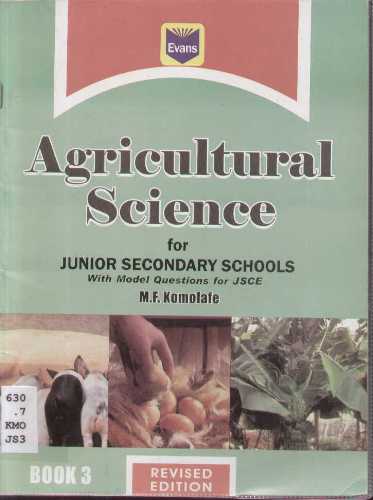 Evans
Agricultural
Science
for
JUNIOR SECONDARY SCHOOLS
With Model Questions for JSCE
M.F. Komolafe
630
.7
KMO
JS3
BOOK 3
REVISED
EDITION